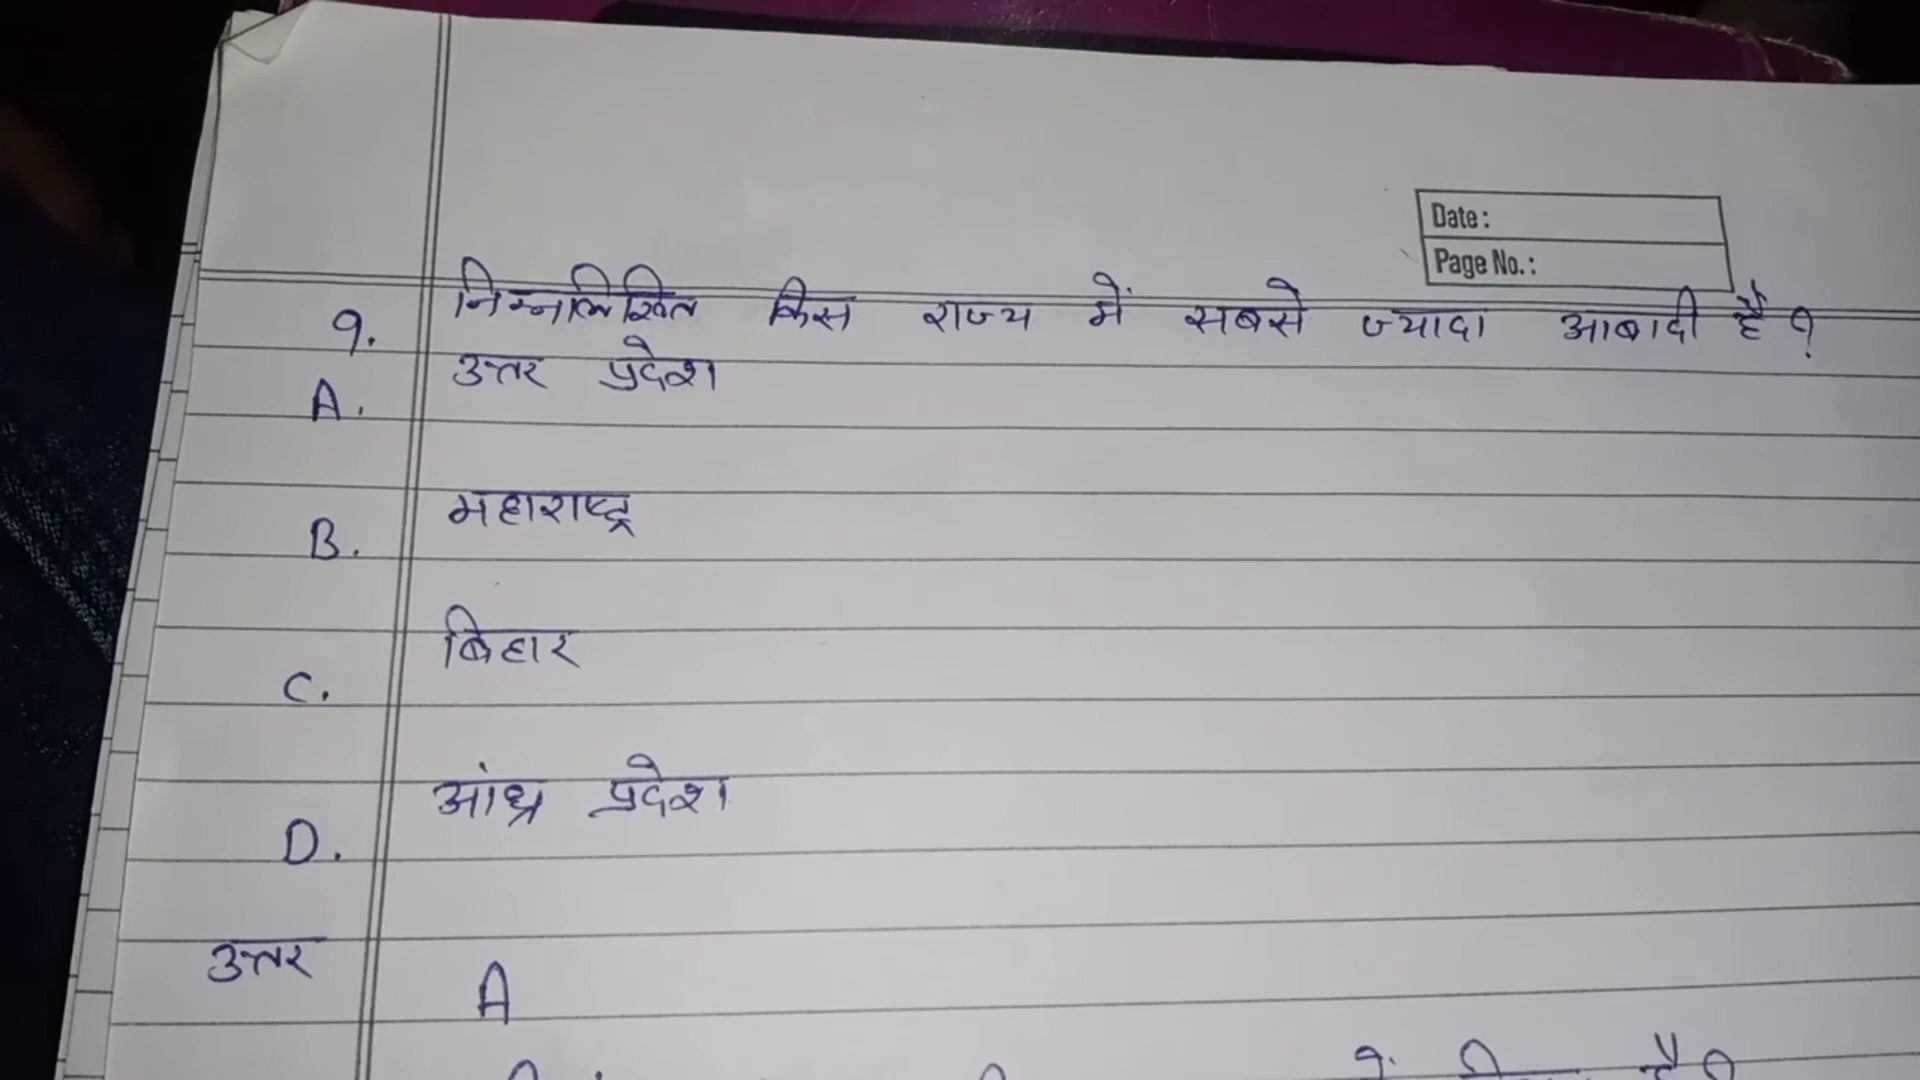 Date:
Page No.:
9. निम्नलिखित किस राज्य में सबसे ज्यादा आबादी है?
A. उत्तर प्रदेश
B. महाराष्ट्र
C. बिहार
D. आंध्र प्रदेश
उत्तर A